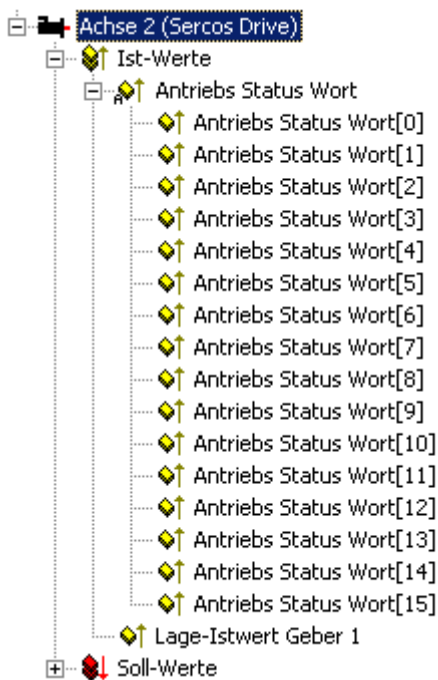 Achse 2 (Sercos Drive)
Ist-Werte
Antriebs Status Wort
Antriebs Status Wort[0]
Antriebs Status Wort[1]
Antriebs Status Wort[2]
Antriebs Status Wort[3]
Antriebs Status Wort[4]
Antriebs Status Wort[5]
Antriebs Status Wort[6]
Antriebs Status Wort[7]
Antriebs Status Wort[8]
Antriebs Status Wort[9]
Antriebs Status Wort[10]
Antriebs Status Wort[11]
Antriebs Status Wort[12]
Antriebs Status Wort[13]
Antriebs Status Wort[14]
Antriebs Status Wort[15]
Lage-Istwert Geber 1
Soll-Werte